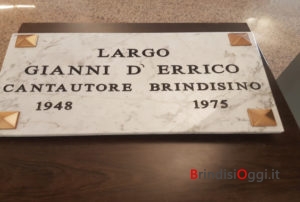 LARGO
GIANNI D'ERRICO
CANTAUTORE BRINDISINO
1948 1975
BrindisiOggi.it